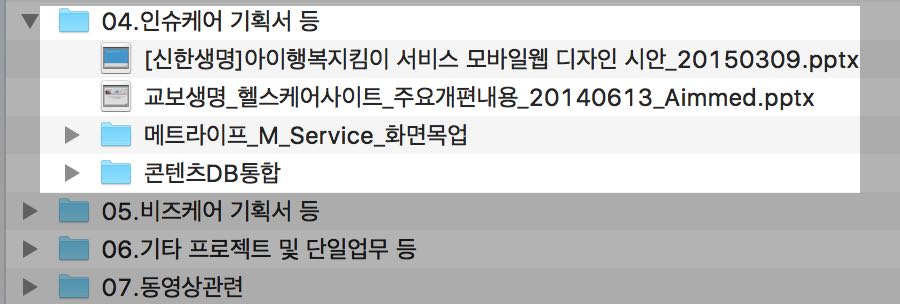 04.인슈케어 기획서 등
[신한생명]아이행복지킴이 서비스 모바일웹 디자인 시안_20150309.pptx
교보생명_헬스케어사이트_주요개편내용_20140613_Aimmed.pptx
메트라이프_M_Service_화면목업
콘텐츠DB통합
05.비즈케어 기획서 등
06.기타 프로젝트 및 단일업무 등
07.동영상관련